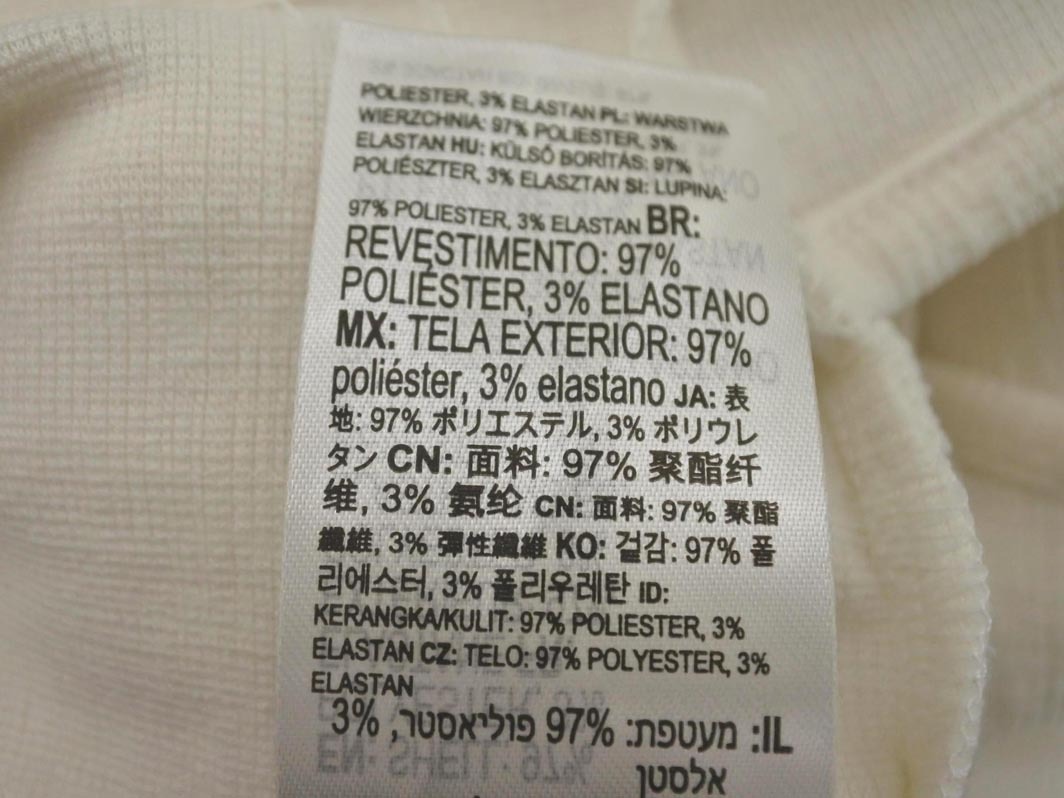 POLIESTER, 3% ELASTAN PL: WARSTWA
WIERZCHNIA: 97% POLIESTER, 3%
ELASTAN HU: KÜLSŐ BORÍTÁS: 97%
POLIÉSZTER, 3% ELASZTAN SI: LUPINA:
97% POLIESTER, 3% ELASTAN BR:
REVESTIMENTO: 97%
POLIÉSTER, 3% ELASTANO
MX: TELA EXTERIOR: 97%
poliéster, 3% elastano JA: 表
地: 97% ポリエステル, 3% ポリウレ
タン CN: 面料: 97% 聚酯纤
维, 3% 氨纶 CN: 面料: 97% 聚酯
纖維, 3% 彈性纖維 KO: 겉감: 97% 폴
리에스터, 3% 폴리우레탄 ID:
KERANGKA/KULIT: 97% POLIESTER, 3%
ELASTAN CZ: TELO: 97% POLYESTER, 3%
ELASTAN
IL: מעטפת: 97% פוליאסטר, 3%
אלסטן